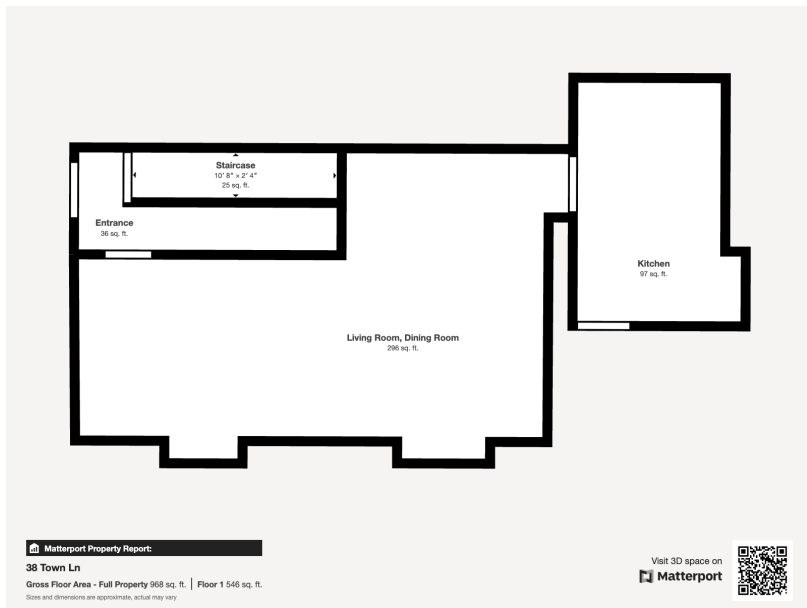 Staircase
10' 8" × 2' 4"
25 sq. ft.
Entrance
36 sq. ft.
Kitchen
97 sq. ft.
Living Room, Dining Room
296 sq. ft.
Matterport Property Report:
38 Town Ln
Gross Floor Area - Full Property 968 sq. ft. | Floor 1 546 sq. ft.
Sizes and dimensions are approximate, actual may vary
Visit 3D space on
Matterport